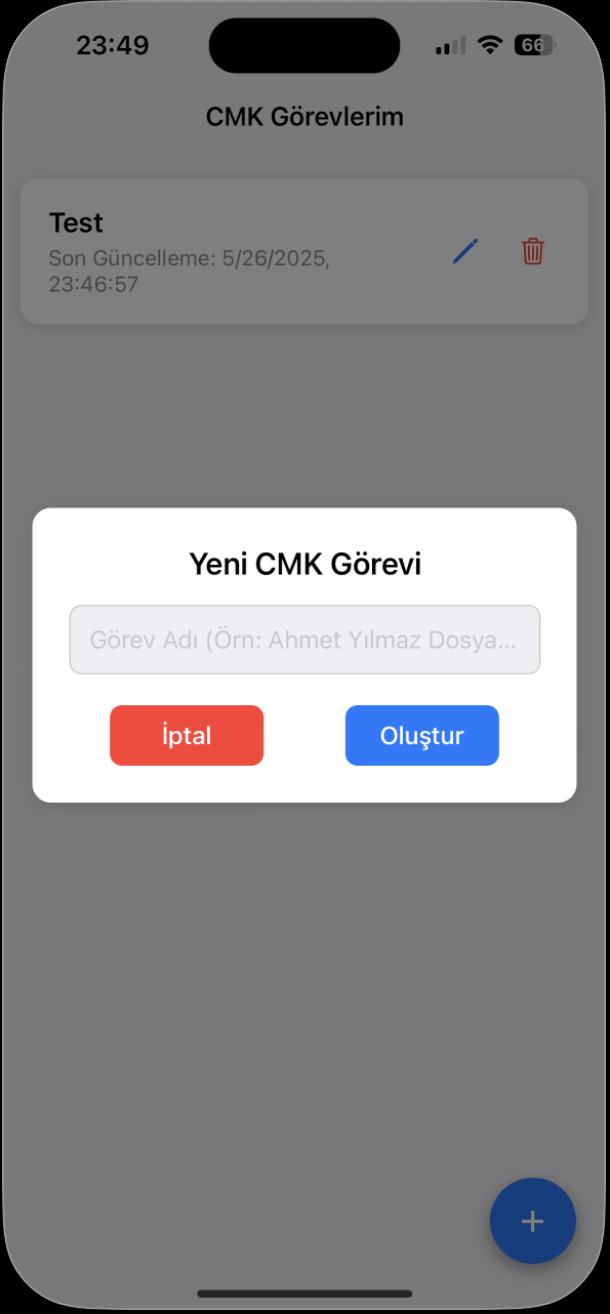 23:49
66
CMK Görevlerim
Test
Son Güncelleme: 5/26/2025,
23:46:57
Yeni CMK Görevi
Görev Adı (Örn: Ahmet Yılmaz Dosya...
İptal
Oluştur
+